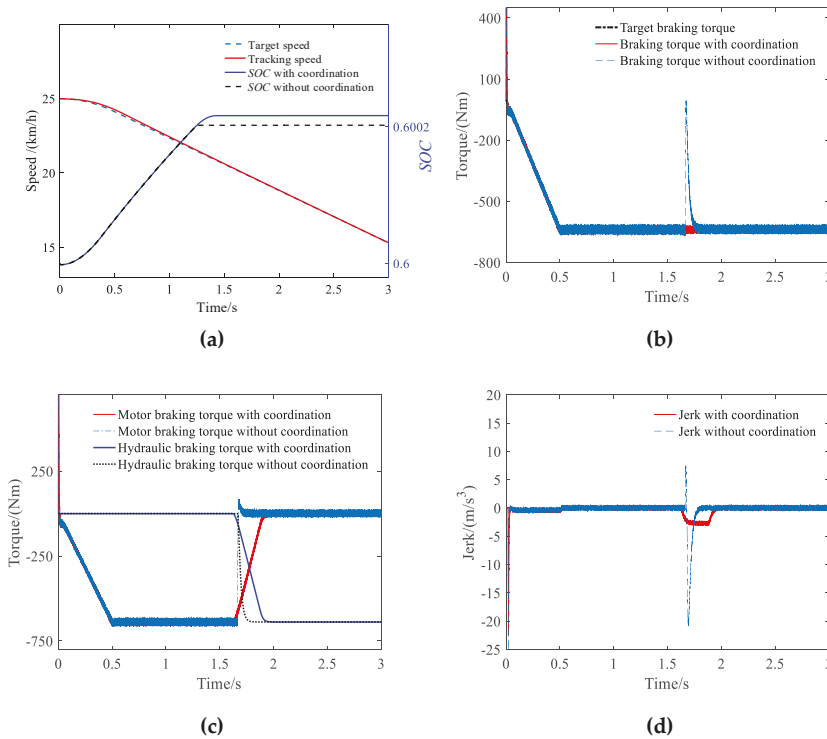 Target speed
Tracking speed
SOC with coordination
SOC without coordination
25
20
15
Speed /(km/h)
0.6002
0.6
SOC
0
0.5
1
1.5
2
2.5
3
Time/s
(a)
Target braking torque
Braking torque with coordination
Braking torque without coordination
400
100
-200
-500
-800
Torque/(Nm)
0
0.5
1
1.5
2
2.5
3
Time/s
(b)
Motor braking torque with coordination
Motor braking torque without coordination
Hydraulic braking torque with coordination
Hydraulic braking torque without coordination
250
-250
-750
Torque/(Nm)
0
0.5
1
1.5
2
2.5
3
Time/s
(c)
Jerk with coordination
Jerk without coordination
20
15
10
5
0
-5
-10
-15
-20
-25
Jerk/(m/s³)
0
0.5
1
1.5
2
2.5
3
Time/s
(d)